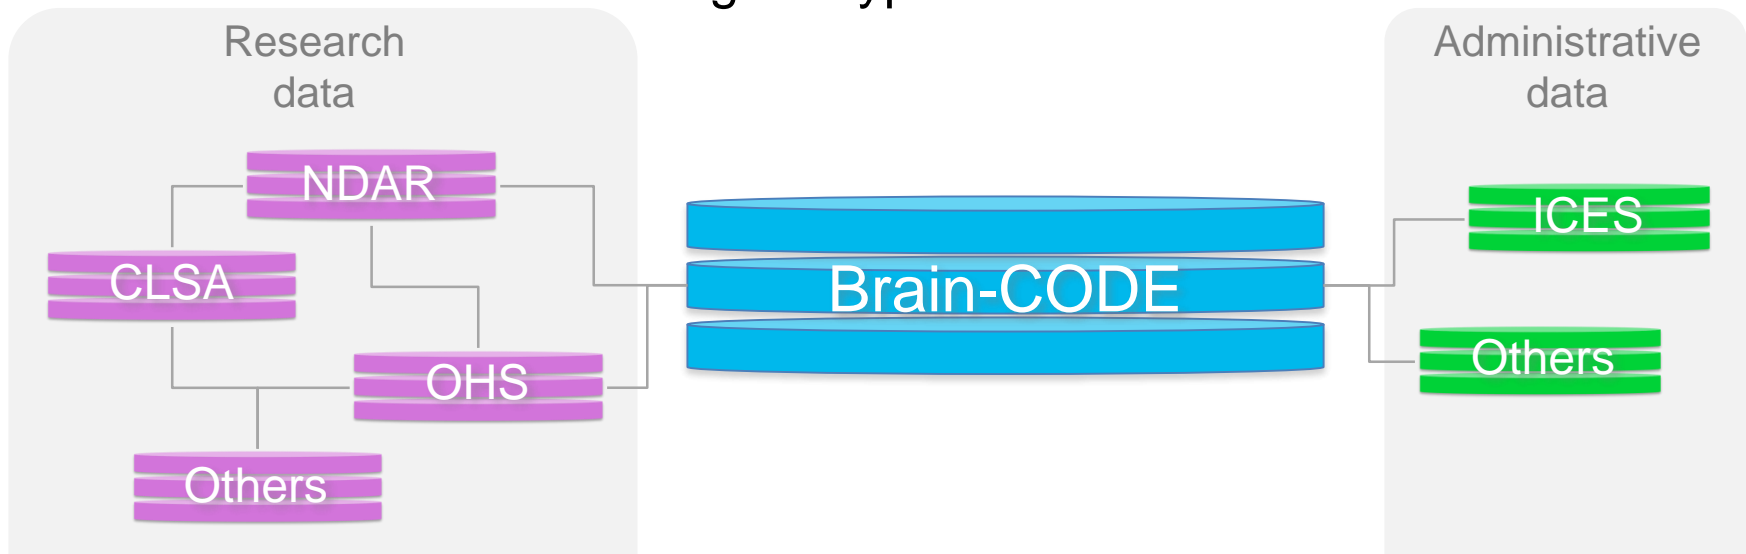 Research
data
Administrative
data
NDAR
ICES
CLSA
Brain-CODE
OHS
Others
Others